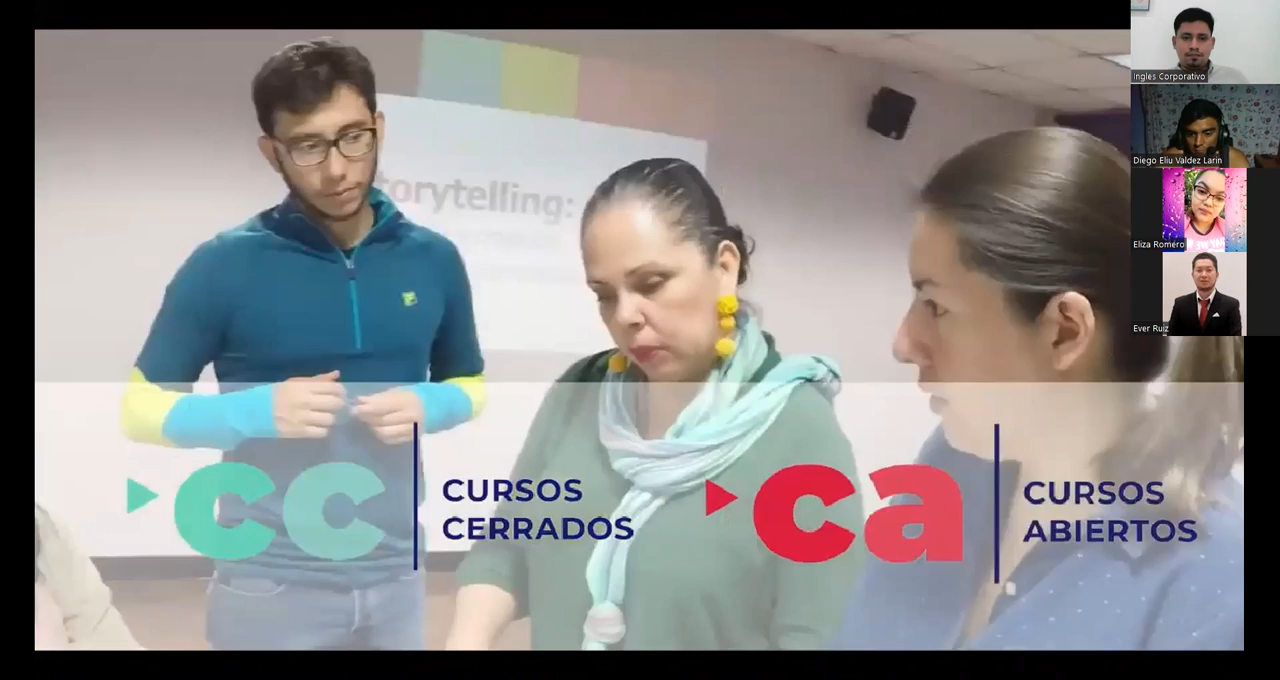 torytelling:
cc
CURSOS
CERRADOS
ca
CURSOS
ABIERTOS
Ingles Corporativo
Diego Eliu Valdez Larin
Eliza Romero
Ever Ruiz